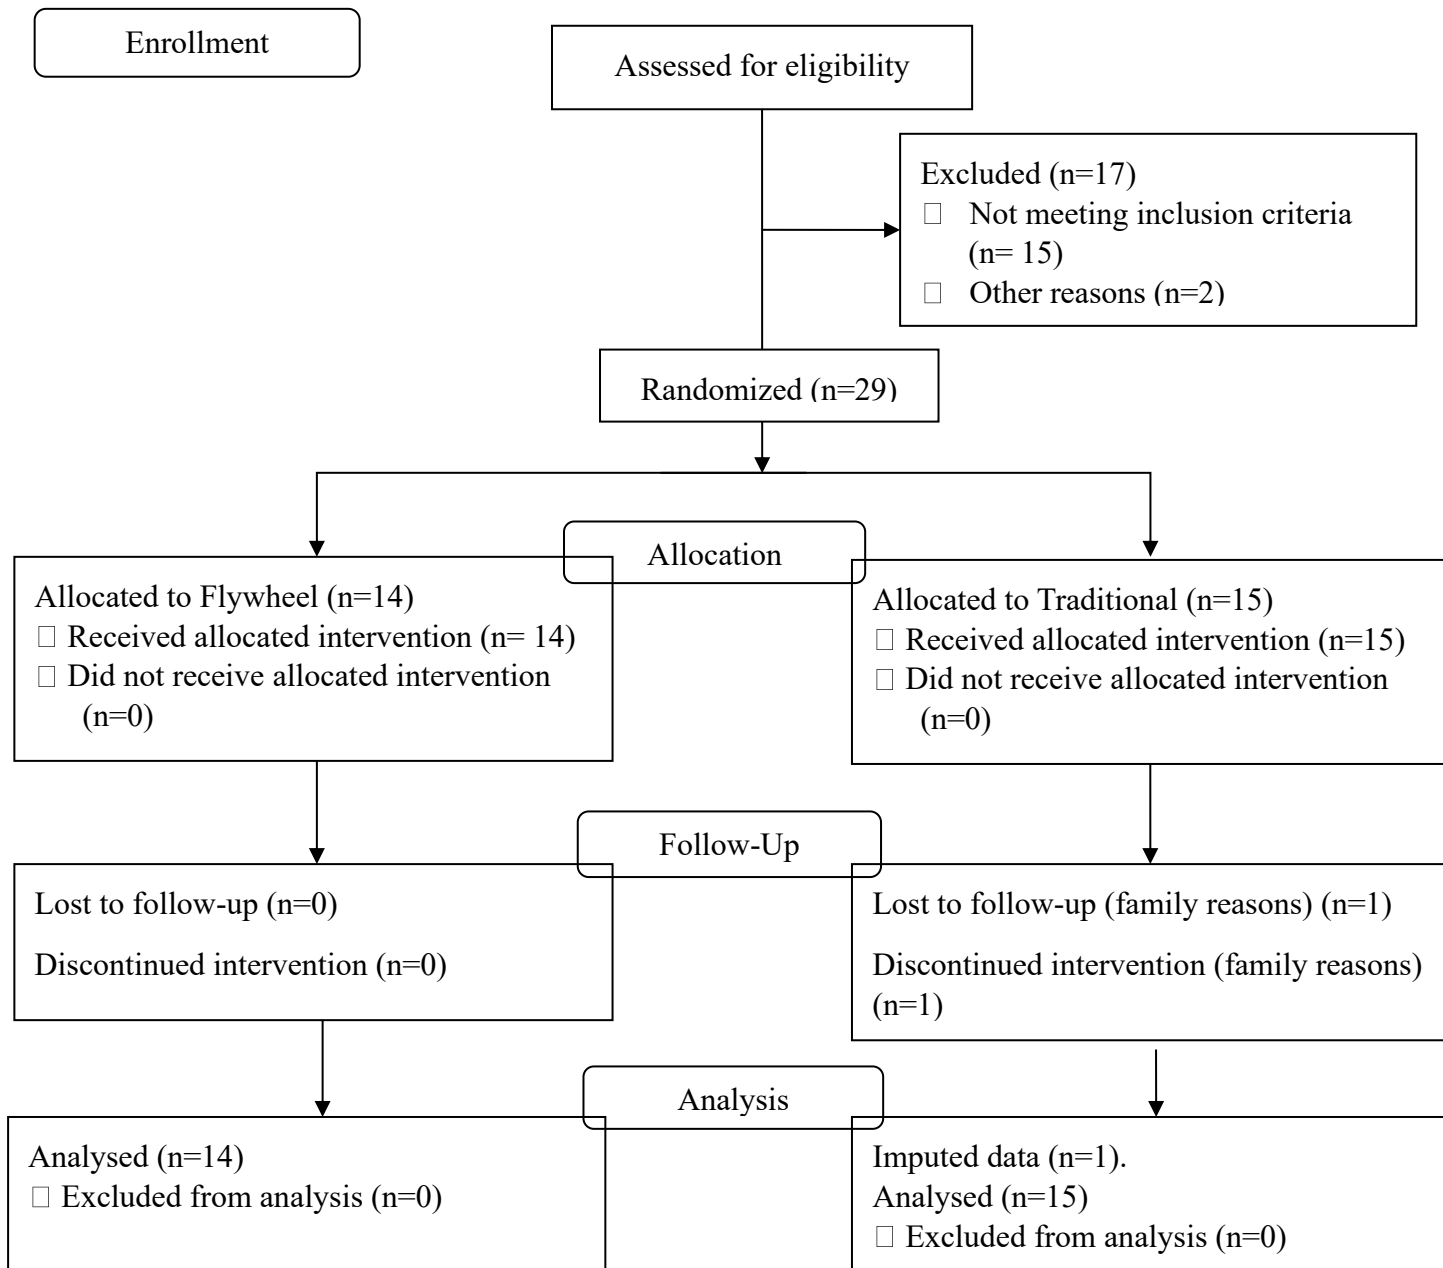 Enrollment
Assessed for eligibility
Excluded (n=17)
□ Not meeting inclusion criteria
(n= 15)
□ Other reasons (n=2)
Randomized (n=29)
Allocation
Allocated to Flywheel (n=14)
□ Received allocated intervention (n= 14)
□ Did not receive allocated intervention
(n=0)
Allocated to Traditional (n=15)
□ Received allocated intervention (n=15)
□ Did not receive allocated intervention
(n=0)
Follow-Up
Lost to follow-up (n=0)
Discontinued intervention (n=0)
Lost to follow-up (family reasons) (n=1)
Discontinued intervention (family reasons)
(n=1)
Analysis
Analysed (n=14)
□ Excluded from analysis (n=0)
Imputed data (n=1).
Analysed (n=15)
□ Excluded from analysis (n=0)